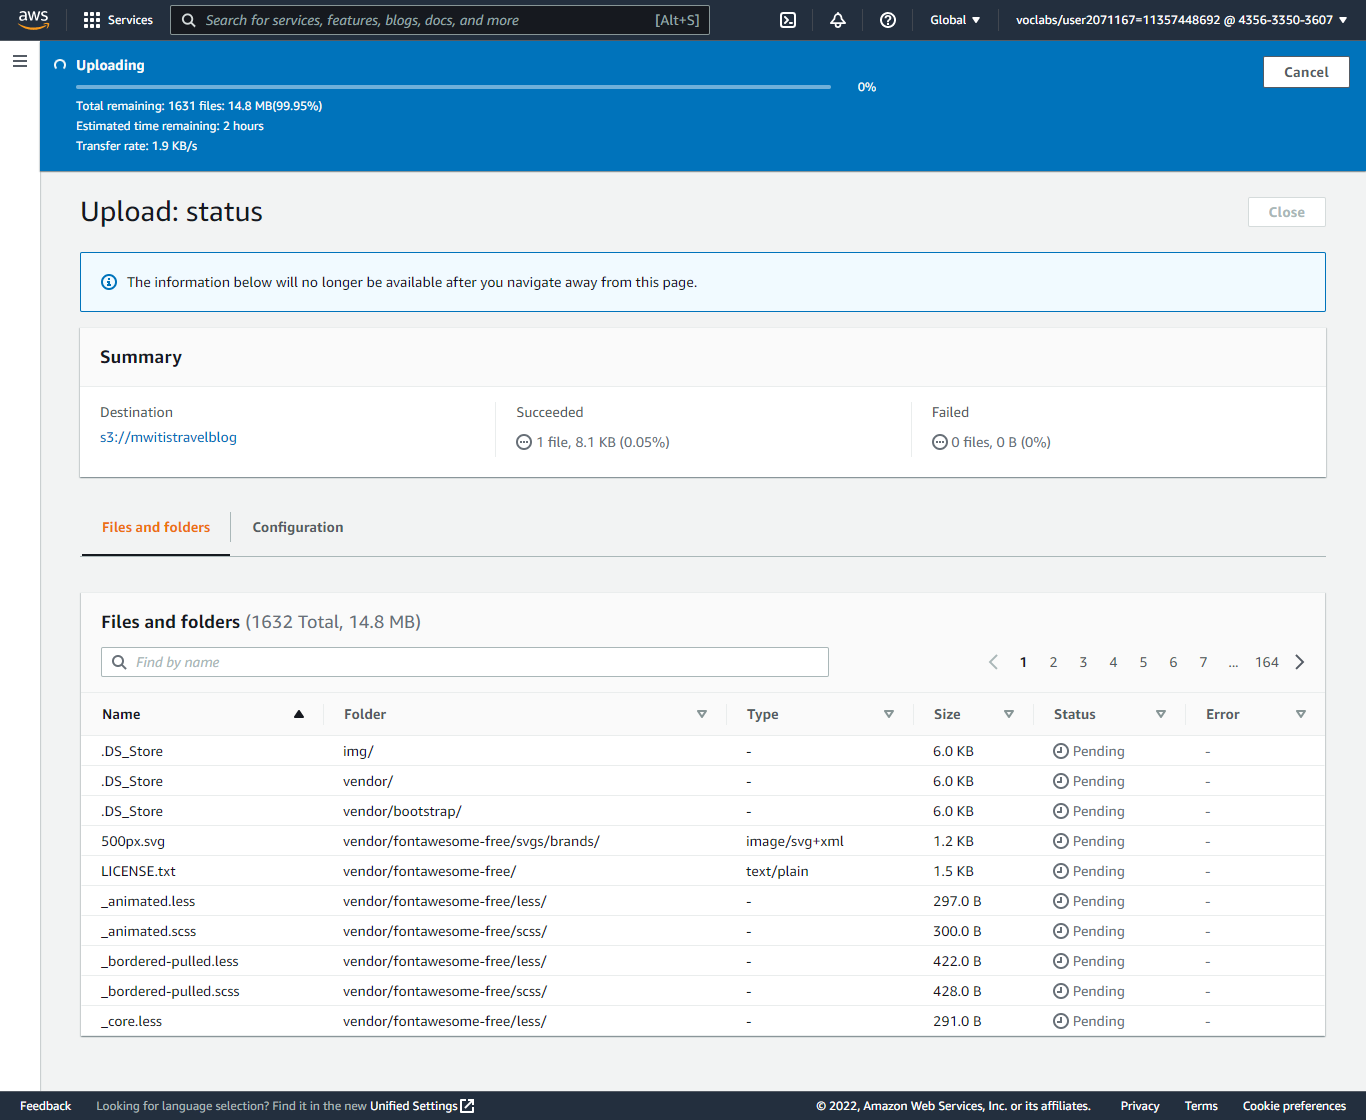 aws Services Search for services, features, blogs, docs, and more [Alt+S] Global voclabs/user2071167=11357448692 @ 4356-3350-3607
Uploading Cancel
0%
Total remaining: 1631 files: 14.8 MB(99.95%)
Estimated time remaining: 2 hours
Transfer rate: 1.9 KB/s
Upload: status Close
The information below will no longer be available after you navigate away from this page.
Summary
Destination Succeeded Failed
s3://mwitistravelblog 1 file, 8.1 KB (0.05%) 0 files, 0 B (0%)
Files and folders Configuration
Files and folders (1632 Total, 14.8 MB)
Find by name 1 2 3 4 5 6 7 ... 164
Name Folder Type Size Status Error
.DS_Store img/ - 6.0 KB Pending -
.DS_Store vendor/ - 6.0 KB Pending -
.DS_Store vendor/bootstrap/ - 6.0 KB Pending -
500px.svg vendor/fontawesome-free/svgs/brands/ image/svg+xml 1.2 KB Pending -
LICENSE.txt vendor/fontawesome-free/ text/plain 1.5 KB Pending -
_animated.less vendor/fontawesome-free/less/ - 297.0 B Pending -
_animated.scss vendor/fontawesome-free/scss/ - 300.0 B Pending -
_bordered-pulled.less vendor/fontawesome-free/less/ - 422.0 B Pending -
_bordered-pulled.scss vendor/fontawesome-free/scss/ - 428.0 B Pending -
_core.less vendor/fontawesome-free/less/ - 291.0 B Pending -
Feedback Looking for language selection? Find it in the new Unified Settings © 2022, Amazon Web Services, Inc. or its affiliates. Privacy Terms Cookie preferences